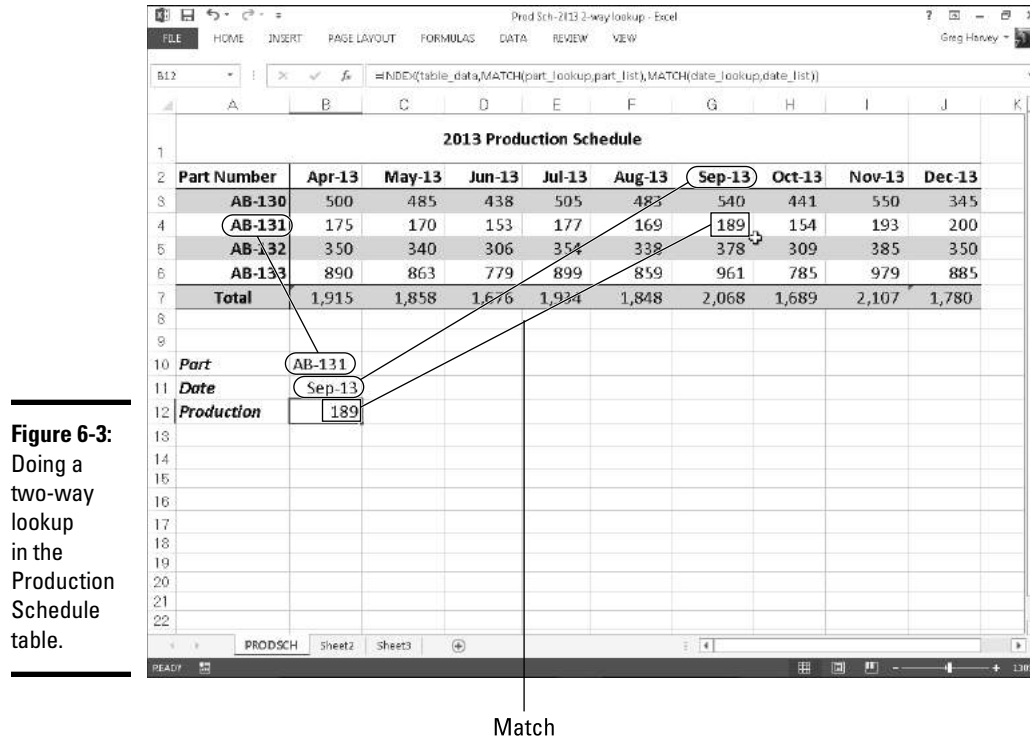 Prod Sch-2013 2-way lookup - Excel
FILE HOME INSERT PAGE LAYOUT FORMULAS DATA REVIEW VIEW
Greg Harvey
B12 fx =INDEX(table_data,MATCH(part_lookup,part_list),MATCH(date_lookup,date_list))
A B C D E F G H I J K
1 2013 Production Schedule
2 Part Number Apr-13 May-13 Jun-13 Jul-13 Aug-13 Sep-13 Oct-13 Nov-13 Dec-13
3 AB-130 500 485 438 505 483 540 441 550 345
4 AB-131 175 170 153 177 169 189 154 193 200
5 AB-132 350 340 306 354 338 378 309 385 350
6 AB-133 890 863 779 899 859 961 785 979 885
7 Total 1,915 1,858 1,676 1,934 1,848 2,068 1,689 2,107 1,780
8
9
10 Part AB-131
11 Date Sep-13
12 Production 189
13
14
15
16
17
18
19
20
21
22
PRODSCH Sheet2 Sheet3
READY 130%
Figure 6-3:
Doing a
two-way
lookup
in the
Production
Schedule
table.
Match